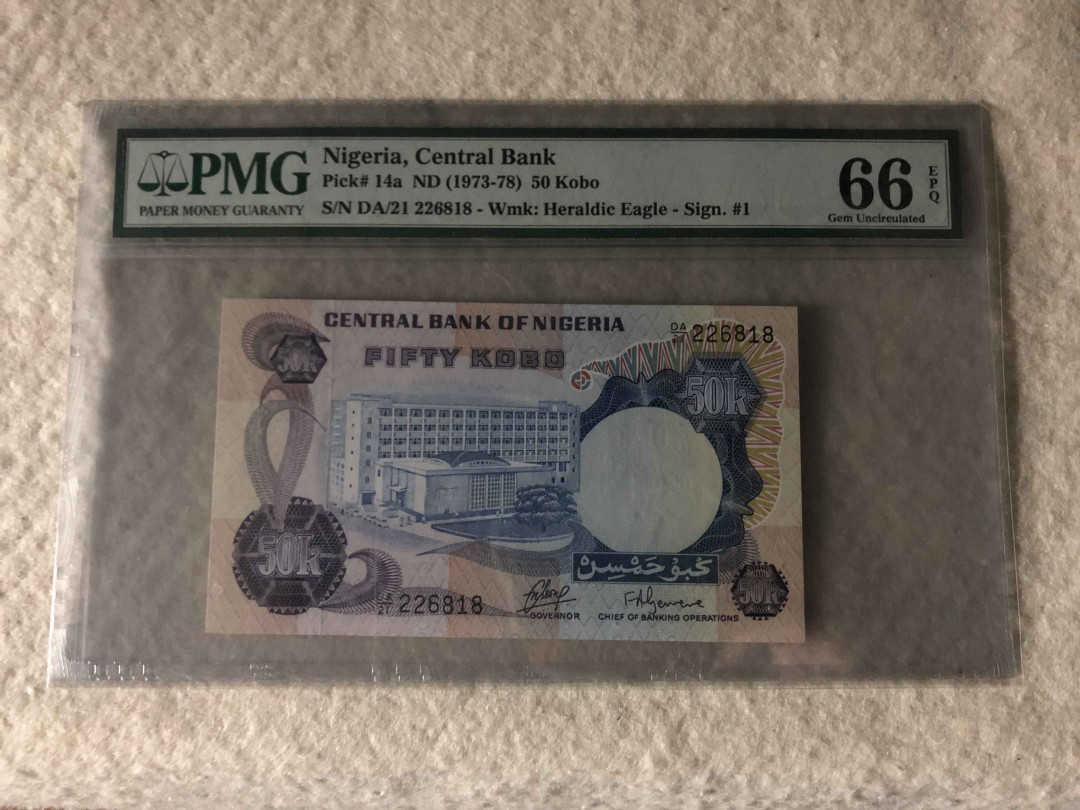 PMG
PAPER MONEY GUARANTY
Nigeria, Central Bank
Pick# 14a ND (1973-78) 50 Kobo
S/N DA/21 226818 - Wmk: Heraldic Eagle - Sign. #1
66
EPQ
Gem Uncirculated
CENTRAL BANK OF NIGERIA
DA/21 226818
FIFTY KOBO
50k
50k
50k
كُبُوْ حَمْسِنْ
50k
DA/21 226818
GOVERNOR
CHIEF OF BANKING OPERATIONS